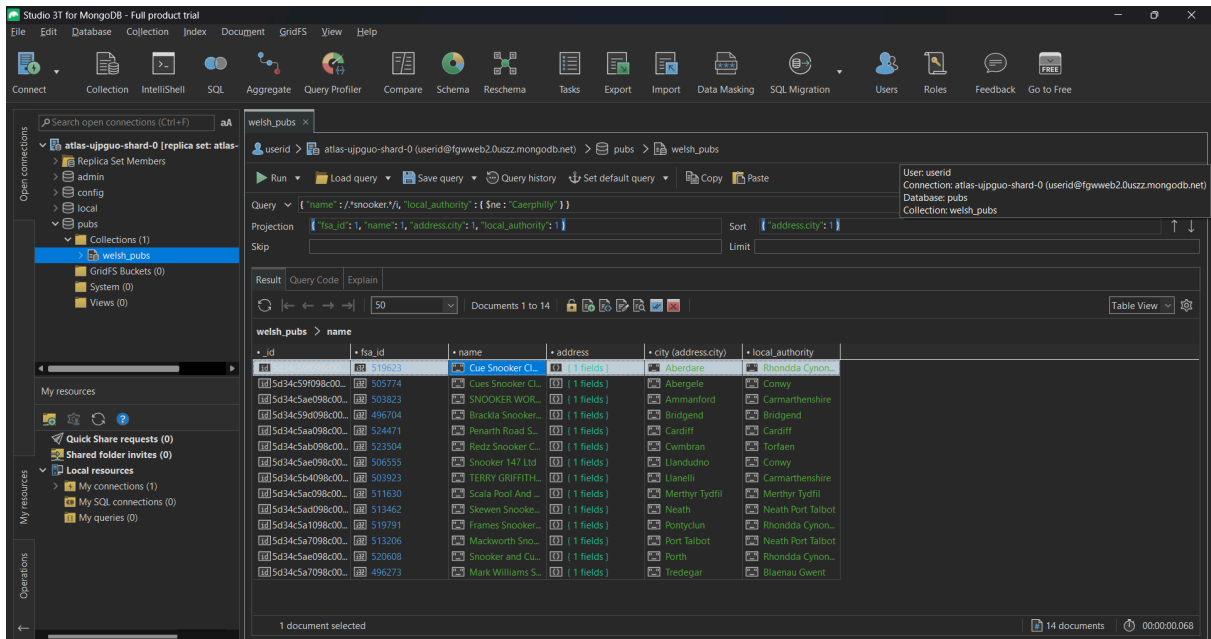 Studio 3T for MongoDB - Full product trial
File Edit Database Collection Index Document GridFS View Help
Connect Collection IntelliShell SQL Aggregate Query Profiler Compare Schema Reschema Tasks Export Import Data Masking SQL Migration Users Roles Feedback Go to Free
FREE
Open connections
Search open connections (Ctrl+F) aA
atlas-ujpguo-shard-0 [replica set: atlas-
Replica Set Members
admin
config
local
pubs
Collections (1)
welsh_pubs
GridFS Buckets (0)
System (0)
Views (0)
My resources
My resources
Quick Share requests (0)
Shared folder invites (0)
Local resources
My connections (1)
My SQL connections (0)
My queries (0)
Operations
welsh_pubs ×
userid > atlas-ujpguo-shard-0 (userid@fgwweb2.0uszz.mongodb.net) > pubs > welsh_pubs
Run Load query Save query Query history Set default query Copy Paste
User: userid
Connection: atlas-ujpguo-shard-0 (userid@fgwweb2.0uszz.mongodb.net)
Database: pubs
Collection: welsh_pubs
Query { "name" : /.*snooker.*/i, "local_authority" : { $ne : "Caerphilly" } }
Projection { "fsa_id": 1, "name": 1, "address.city": 1, "local_authority": 1 } Sort { "address.city": 1 }
Skip Limit
Result Query Code Explain
50 Documents 1 to 14 Table View
welsh_pubs > name
_id fsa_id name address city (address.city) local_authority
519623 Cue Snooker Cl... { 1 fields } Aberdare Rhondda Cynon...
5d34c59f098c00... 505774 Cues Snooker Cl... { 1 fields } Abergele Conwy
5d34c5ae098c00... 503823 SNOOKER WOR... { 1 fields } Ammanford Carmarthenshire
5d34c59d098c00... 496704 Brackla Snooker... { 1 fields } Bridgend Bridgend
5d34c5aa098c00... 524471 Penarth Road S... { 1 fields } Cardiff Cardiff
5d34c5ab098c00... 523504 Redz Snooker C... { 1 fields } Cwmbran Torfaen
5d34c5ae098c00... 506555 Snooker 147 Ltd { 1 fields } Llandudno Conwy
5d34c5b4098c00... 503923 TERRY GRIFFITH... { 1 fields } Llanelli Carmarthenshire
5d34c5ac098c00... 511630 Scala Pool And ... { 1 fields } Merthyr Tydfil Merthyr Tydfil
5d34c5ad098c00... 513462 Skewen Snooke... { 1 fields } Neath Neath Port Talbot
5d34c5a1098c00... 519791 Frames Snooker... { 1 fields } Pontyclun Rhondda Cynon...
5d34c5a7098c00... 513206 Mackworth Sno... { 1 fields } Port Talbot Neath Port Talbot
5d34c5ae098c00... 520608 Snooker and Cu... { 1 fields } Porth Rhondda Cynon...
5d34c5a7098c00... 496273 Mark Williams S... { 1 fields } Tredegar Blaenau Gwent
1 document selected 14 documents 00:00:00.068